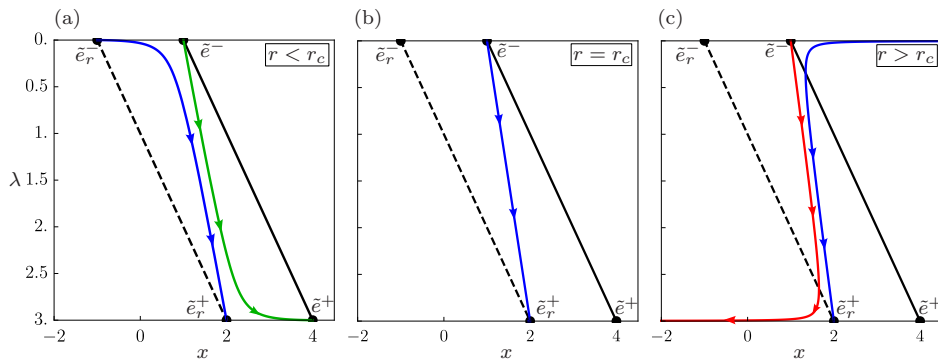 (a)
(b)
(c)
r < r_c
r = r_c
r > r_c
ẽ_r^-
ẽ^-
ẽ_r^-
ẽ^-
ẽ_r^-
ẽ^-
0.
0.5
1.
1.5
2.
2.5
3.
λ
ẽ_r^+
ẽ^+
ẽ_r^+
ẽ^+
ẽ_r^+
ẽ^+
−2 0 2 4
−2 0 2 4
−2 0 2 4
x
x
x